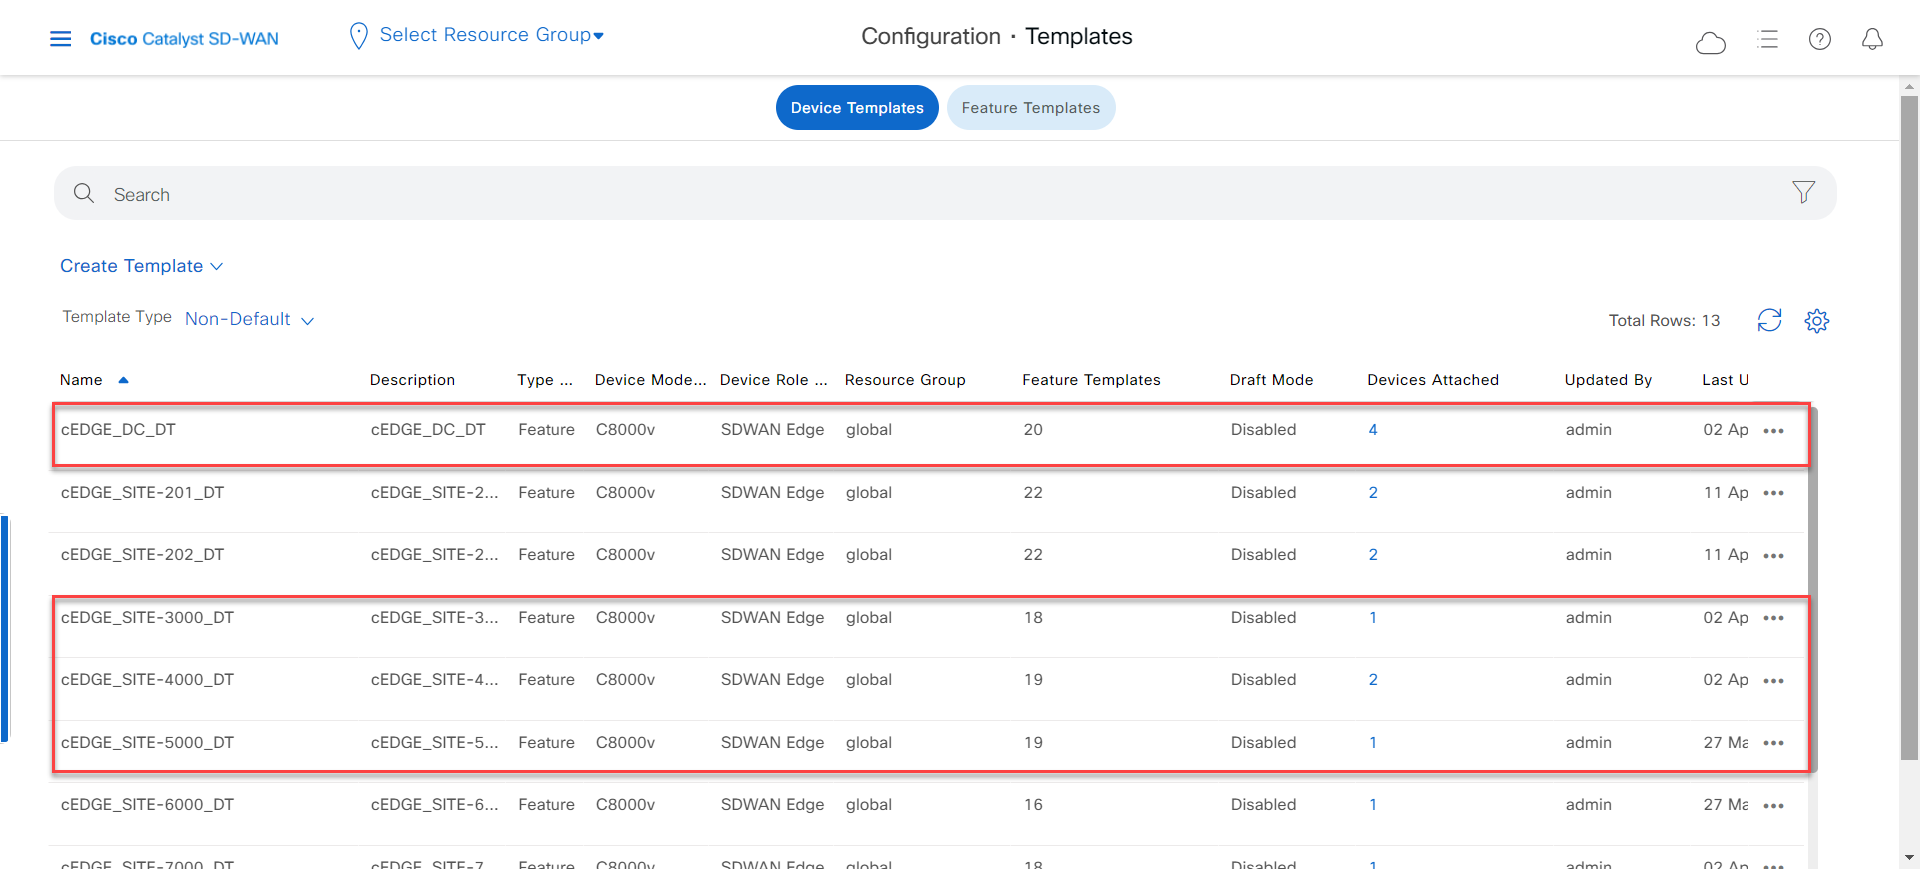 Cisco Catalyst SD-WAN Select Resource Group Configuration · Templates
Device Templates Feature Templates
Search
Create Template
Template Type Non-Default Total Rows: 13
Name Description Type ... Device Mode... Device Role ... Resource Group Feature Templates Draft Mode Devices Attached Updated By Last U
cEDGE_DC_DT cEDGE_DC_DT Feature C8000v SDWAN Edge global 20 Disabled 4 admin 02 Ap
cEDGE_SITE-201_DT cEDGE_SITE-2... Feature C8000v SDWAN Edge global 22 Disabled 2 admin 11 Ap
cEDGE_SITE-202_DT cEDGE_SITE-2... Feature C8000v SDWAN Edge global 22 Disabled 2 admin 11 Ap
cEDGE_SITE-3000_DT cEDGE_SITE-3... Feature C8000v SDWAN Edge global 18 Disabled 1 admin 02 Ap
cEDGE_SITE-4000_DT cEDGE_SITE-4... Feature C8000v SDWAN Edge global 19 Disabled 2 admin 02 Ap
cEDGE_SITE-5000_DT cEDGE_SITE-5... Feature C8000v SDWAN Edge global 19 Disabled 1 admin 27 Ma
cEDGE_SITE-6000_DT cEDGE_SITE-6... Feature C8000v SDWAN Edge global 16 Disabled 1 admin 27 Ma
cEDGE_SITE-7000_DT cEDGE_SITE-7... Feature C8000v SDWAN Edge global 18 Disabled 1 admin 02 Ap